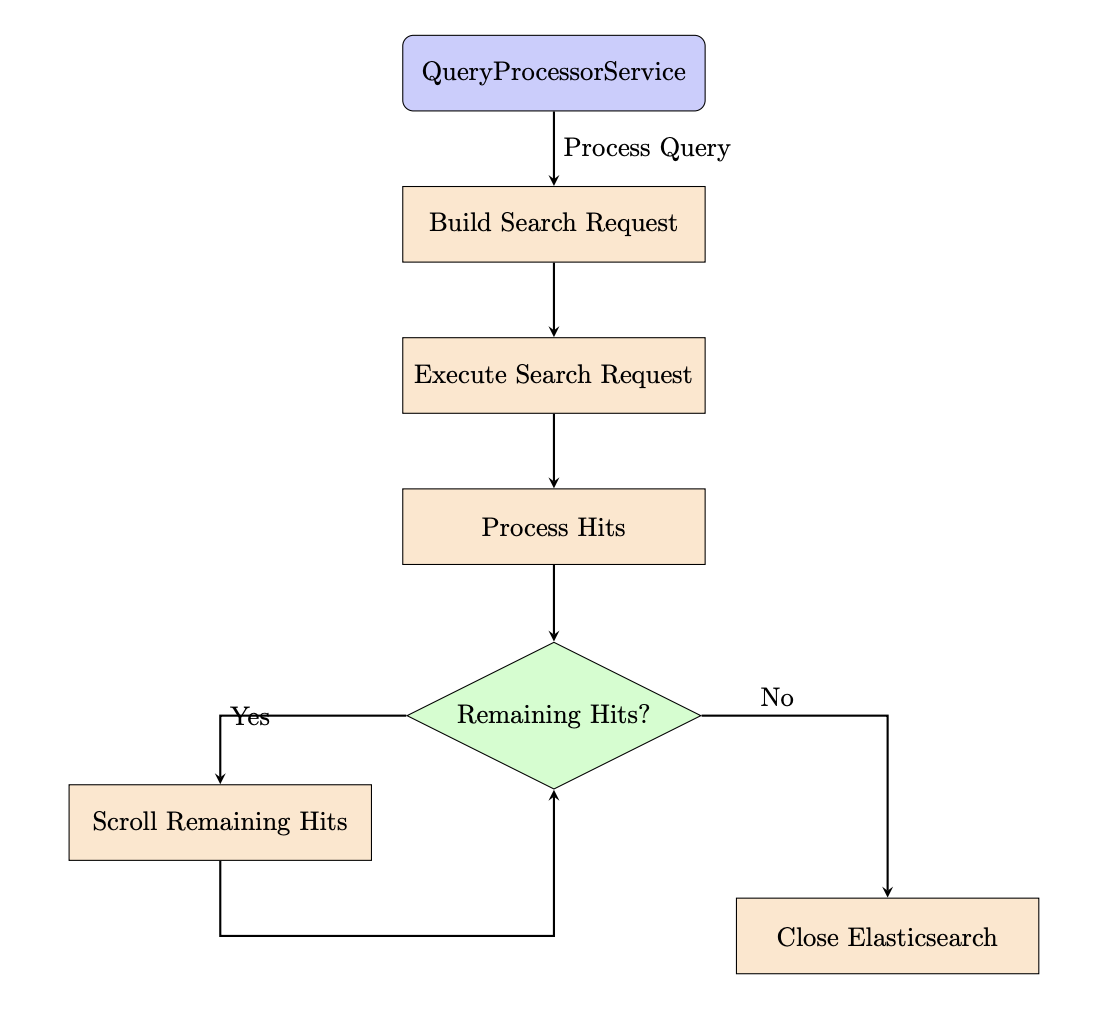 QueryProcessorService
Process Query
Build Search Request
Execute Search Request
Process Hits
Remaining Hits?
Yes
No
Scroll Remaining Hits
Close Elasticsearch